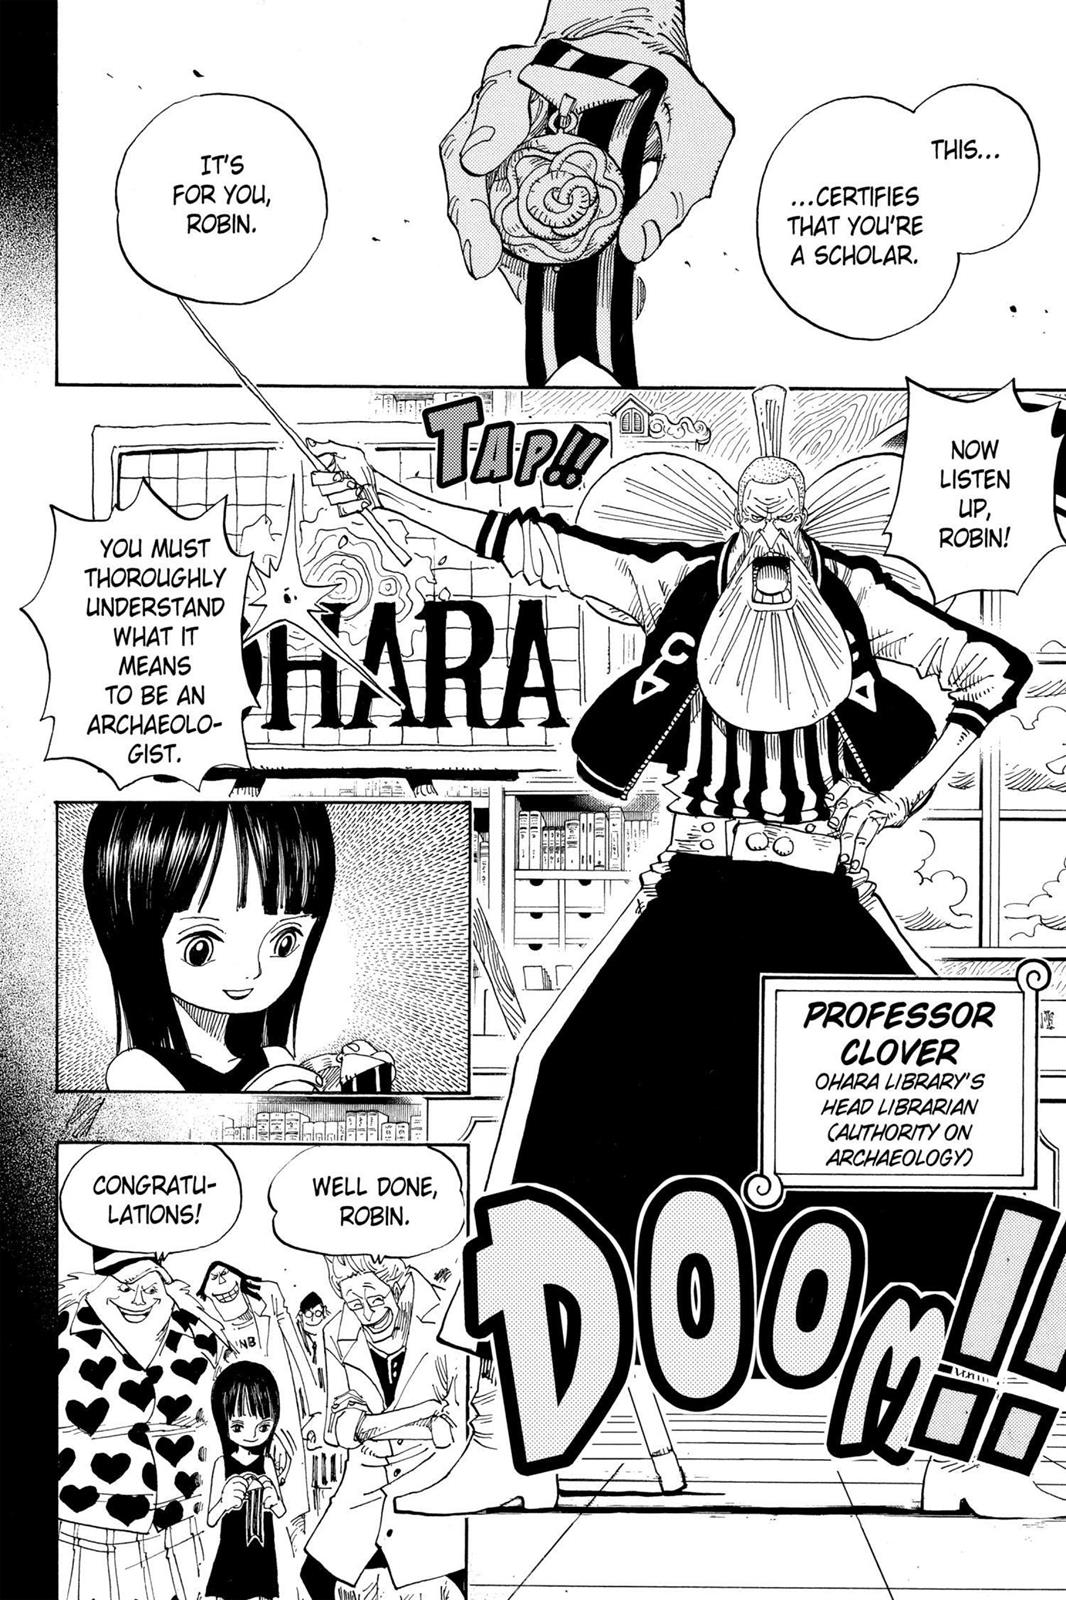 THIS...
...CERTIFIES
THAT YOU'RE
A SCHOLAR.
IT'S
FOR YOU,
ROBIN.
NOW
LISTEN
UP,
ROBIN!
TAP!!
OHARA
YOU MUST
THOROUGHLY
UNDERSTAND
WHAT IT
MEANS
TO BE AN
ARCHAEOLO-
GIST.
PROFESSOR
CLOVER
OHARA LIBRARY'S
HEAD LIBRARIAN
(AUTHORITY ON
ARCHAEOLOGY)
DOOM!!
WELL DONE,
ROBIN.
CONGRATU-
LATIONS!
NB